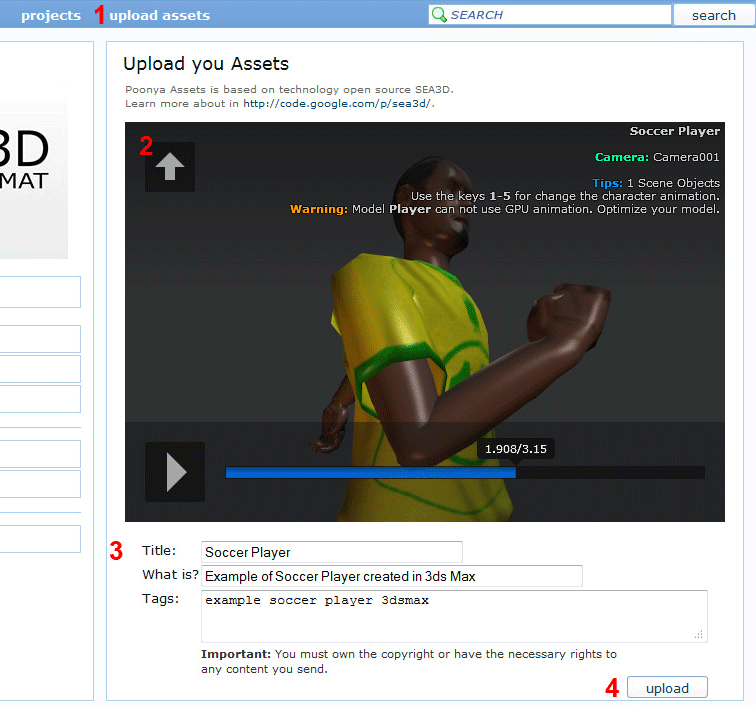 projects
1 upload assets
SEARCH
search
3D
MAT
Upload you Assets
Poonya Assets is based on technology open source SEA3D.
Learn more about in http://code.google.com/p/sea3d/.
2
Soccer Player
Camera: Camera001
Tips: 1 Scene Objects
Use the keys 1-5 for change the character animation.
Warning: Model Player can not use GPU animation. Optimize your model.
1.908/3.15
3
Title: Soccer Player
What is? Example of Soccer Player created in 3ds Max
Tags: example soccer player 3dsmax
Important: You must own the copyright or have the necessary rights to
any content you send.
4 upload